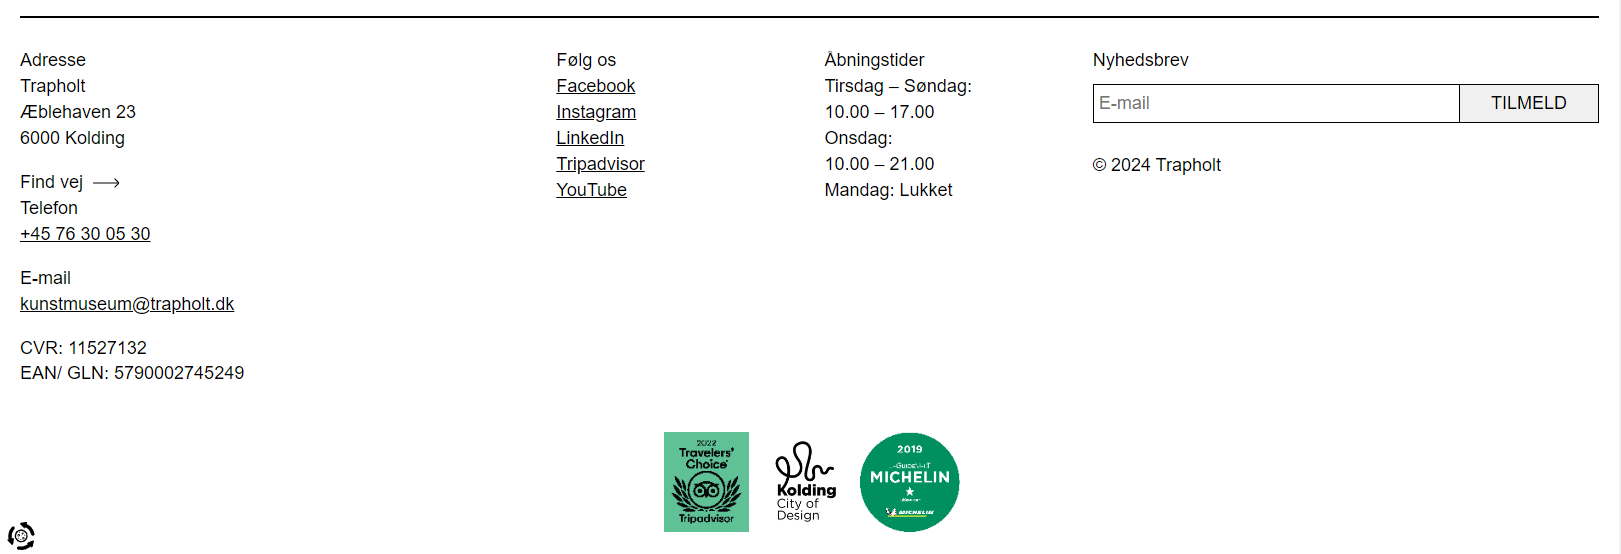 Adresse
Trapholt
Æblehaven 23
6000 Kolding
Find vej
Telefon
+45 76 30 05 30
E-mail
kunstmuseum@trapholt.dk
CVR: 11527132
EAN/ GLN: 5790002745249
Følg os
Facebook
Instagram
LinkedIn
Tripadvisor
YouTube
Åbningstider
Tirsdag – Søndag:
10.00 – 17.00
Onsdag:
10.00 – 21.00
Mandag: Lukket
Nyhedsbrev
E-mail
TILMELD
© 2024 Trapholt
2022
Travelers'
Choice
Tripadvisor
Kolding
City of
Design
2019
MICHELIN
MICHELIN